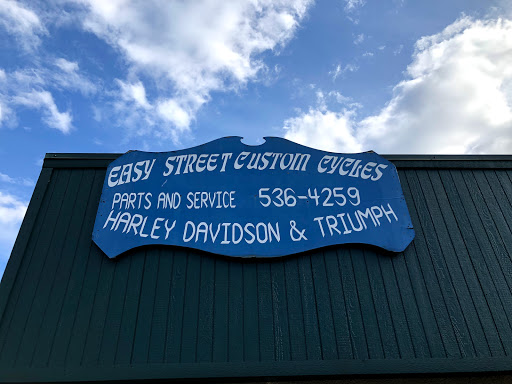 EASY STREET CUSTOM CYCLES
PARTS AND SERVICE 536-4259
HARLEY DAVIDSON & TRIUMPH